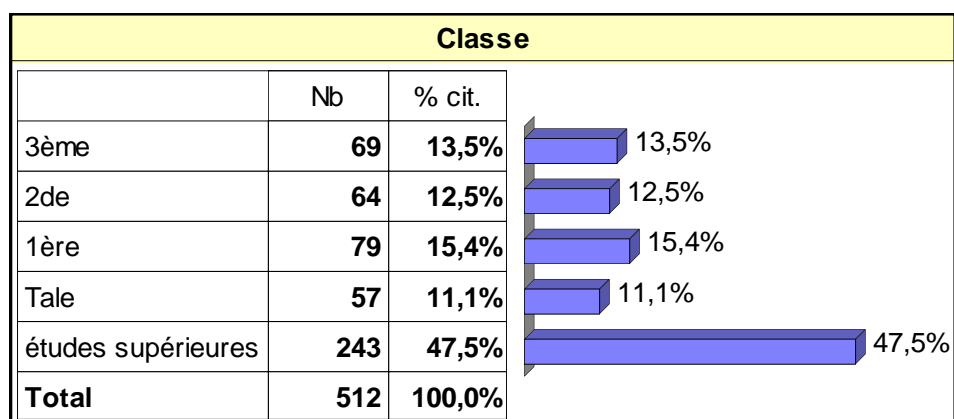 Classe
Nb % cit.
3ème 69 13,5% 13,5%
2de 64 12,5% 12,5%
1ère 79 15,4% 15,4%
Tale 57 11,1% 11,1%
études supérieures 243 47,5% 47,5%
Total 512 100,0%